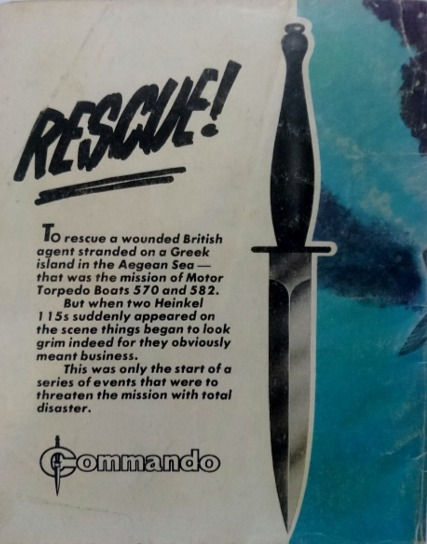 RESCUE!
To rescue a wounded British
agent stranded on a Greek
island in the Aegean Sea —
that was the mission of Motor
Torpedo Boats 570 and 582.
But when two Heinkel
115s suddenly appeared on
the scene things began to look
grim indeed for they obviously
meant business.
This was only the start of a
series of events that were to
threaten the mission with total
disaster.
Commando